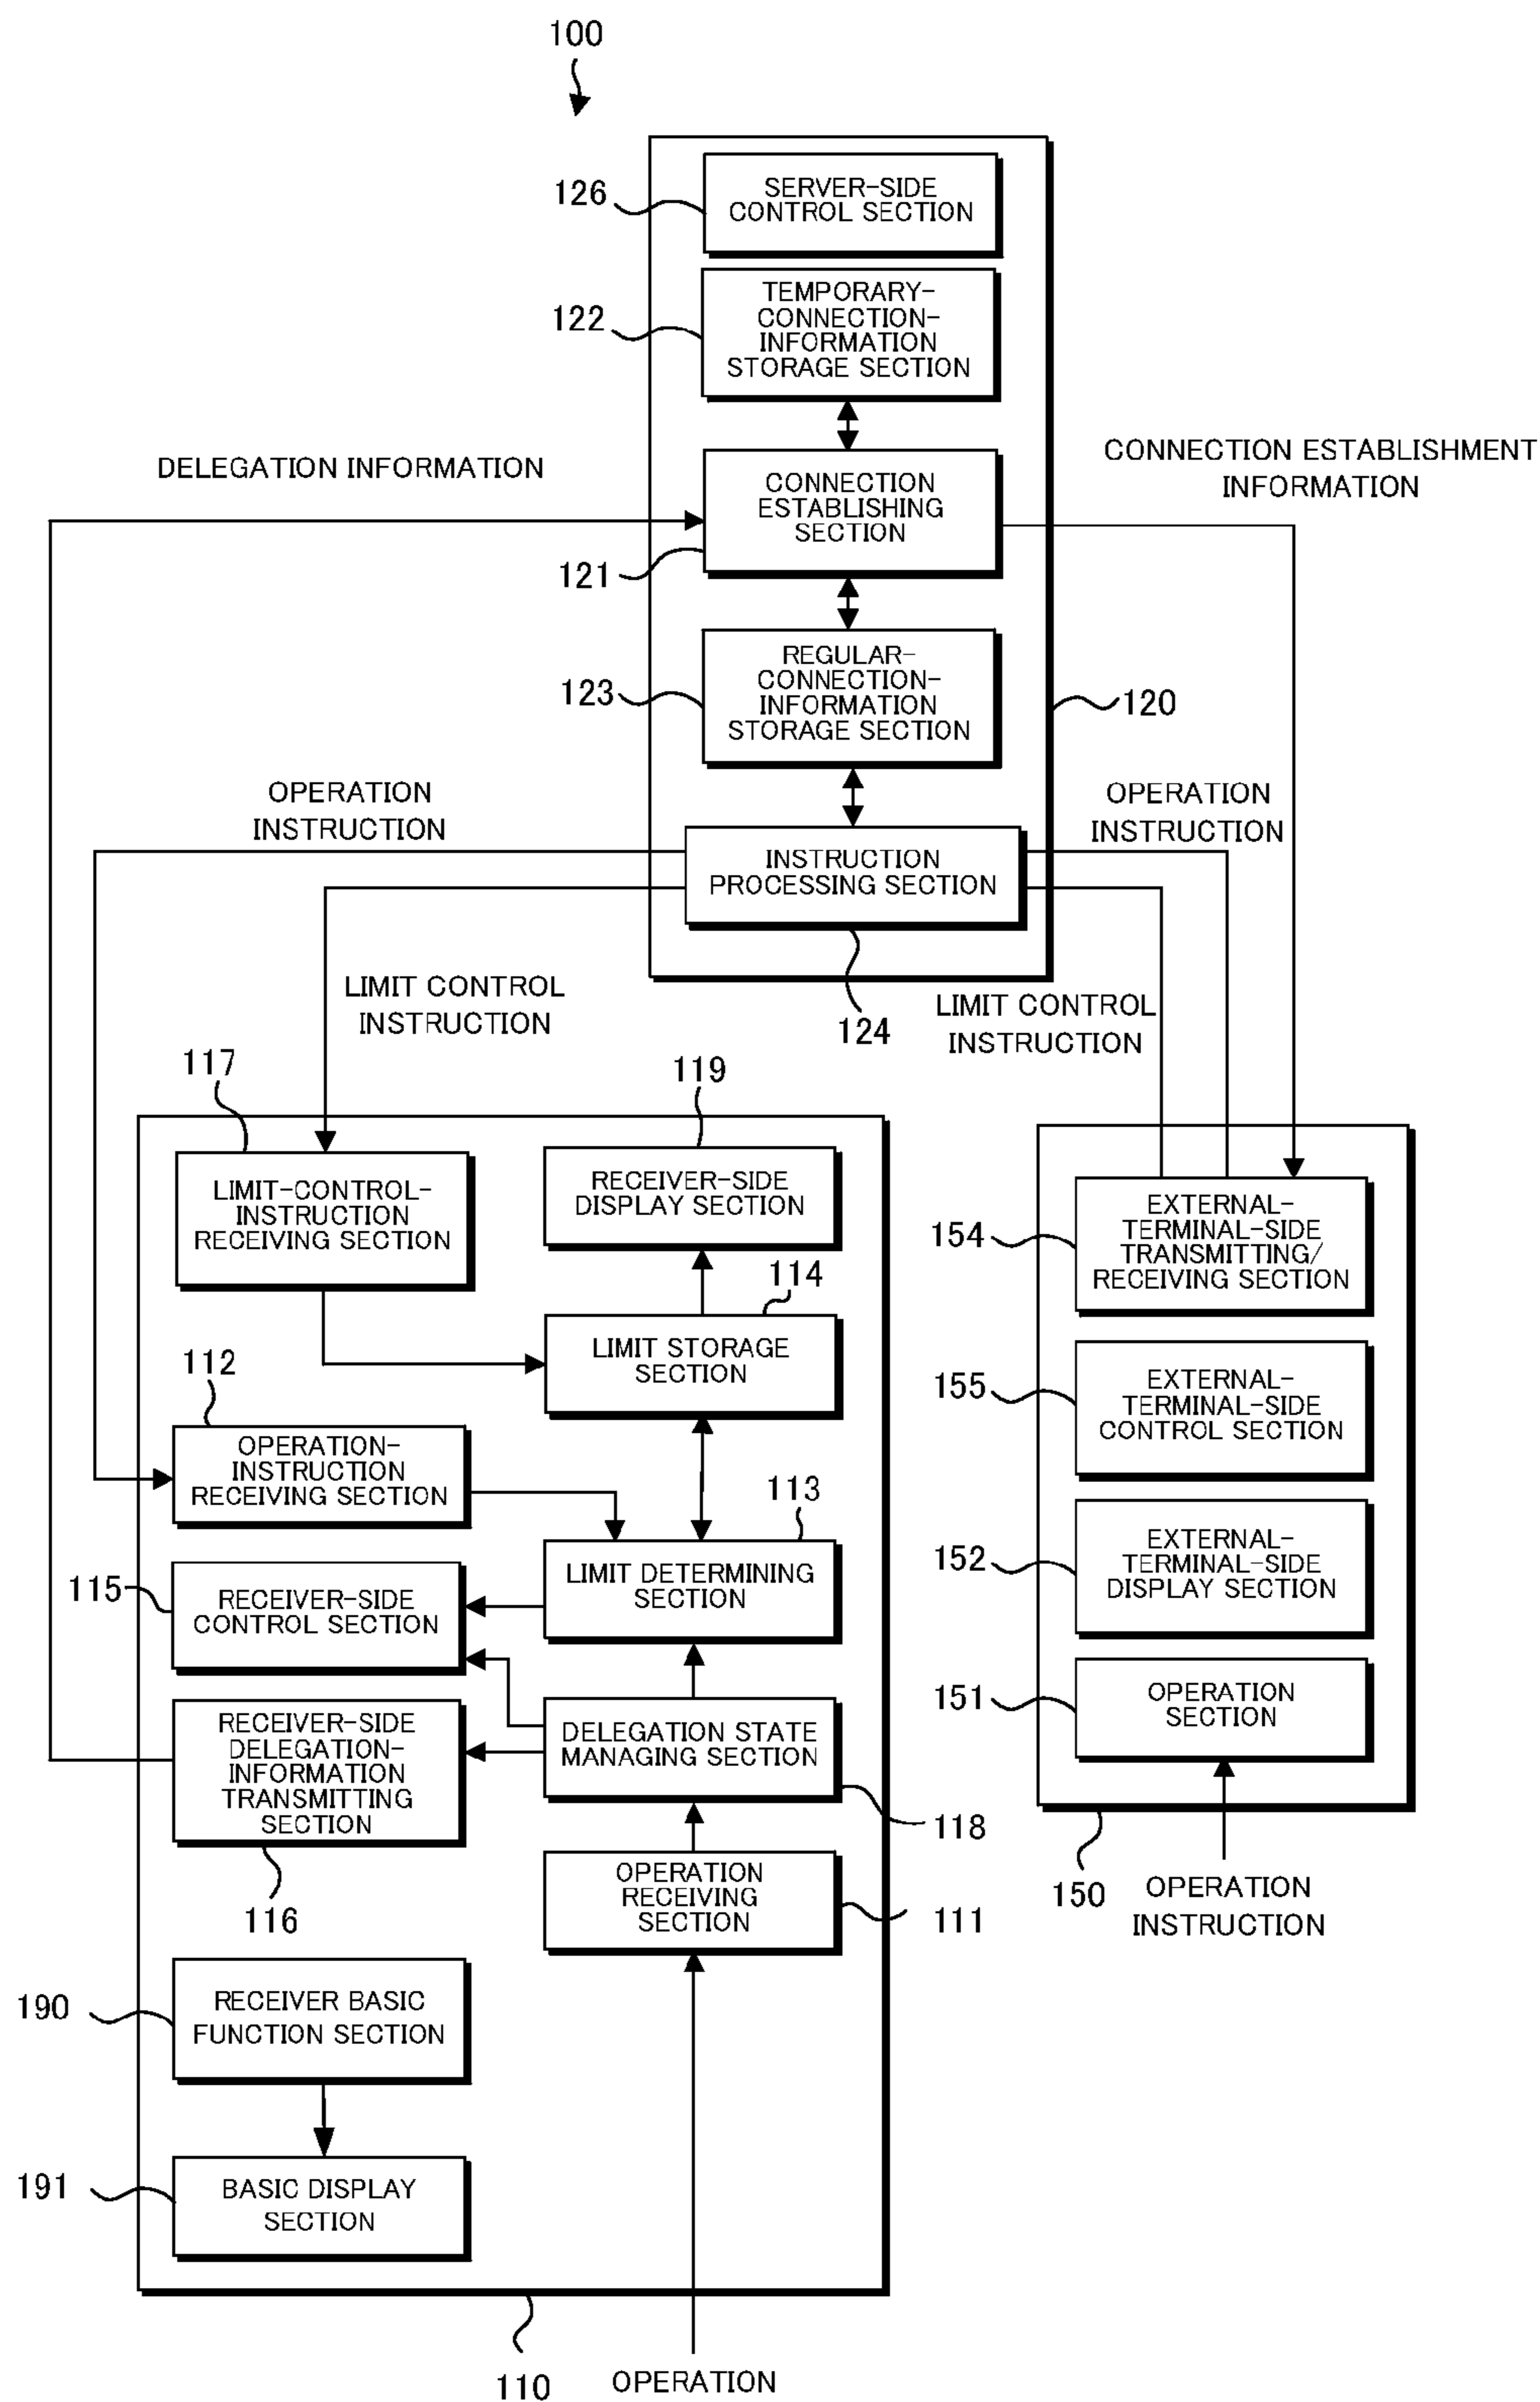 100
126
SERVER-SIDE
CONTROL SECTION
122
TEMPORARY-
CONNECTION-
INFORMATION
STORAGE SECTION
DELEGATION INFORMATION
CONNECTION ESTABLISHMENT
INFORMATION
CONNECTION
ESTABLISHING
SECTION
121
123
REGULAR-
CONNECTION-
INFORMATION
STORAGE SECTION
120
OPERATION
INSTRUCTION
OPERATION
INSTRUCTION
INSTRUCTION
PROCESSING SECTION
LIMIT CONTROL
INSTRUCTION
124
LIMIT CONTROL
INSTRUCTION
117
119
LIMIT-CONTROL-
INSTRUCTION
RECEIVING SECTION
RECEIVER-SIDE
DISPLAY SECTION
114
LIMIT STORAGE
SECTION
112
OPERATION-
INSTRUCTION
RECEIVING SECTION
113
LIMIT DETERMINING
SECTION
115
RECEIVER-SIDE
CONTROL SECTION
RECEIVER-SIDE
DELEGATION-
INFORMATION
TRANSMITTING
SECTION
116
DELEGATION STATE
MANAGING SECTION
118
OPERATION
RECEIVING
SECTION
111
190
RECEIVER BASIC
FUNCTION SECTION
191
BASIC DISPLAY
SECTION
110
OPERATION
154
EXTERNAL-
TERMINAL-SIDE
TRANSMITTING/
RECEIVING SECTION
155
EXTERNAL-
TERMINAL-SIDE
CONTROL SECTION
152
EXTERNAL-
TERMINAL-SIDE
DISPLAY SECTION
151
OPERATION
SECTION
150
OPERATION
INSTRUCTION